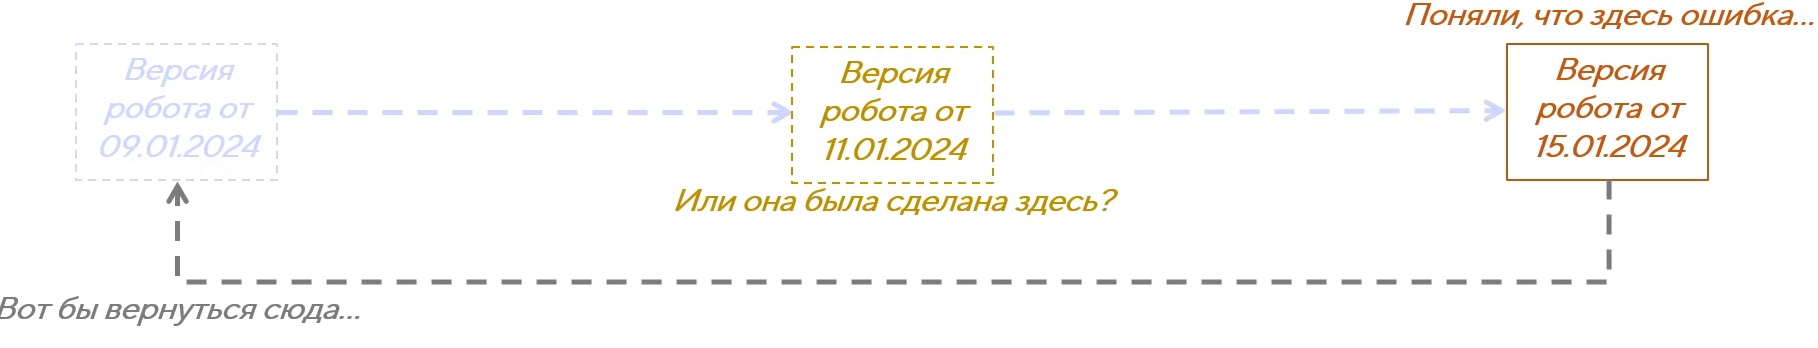 Поняли, что здесь ошибка...
Версия
робота от
09.01.2024
Версия
робота от
11.01.2024
Версия
робота от
15.01.2024
Или она была сделана здесь?
Вот бы вернуться сюда...